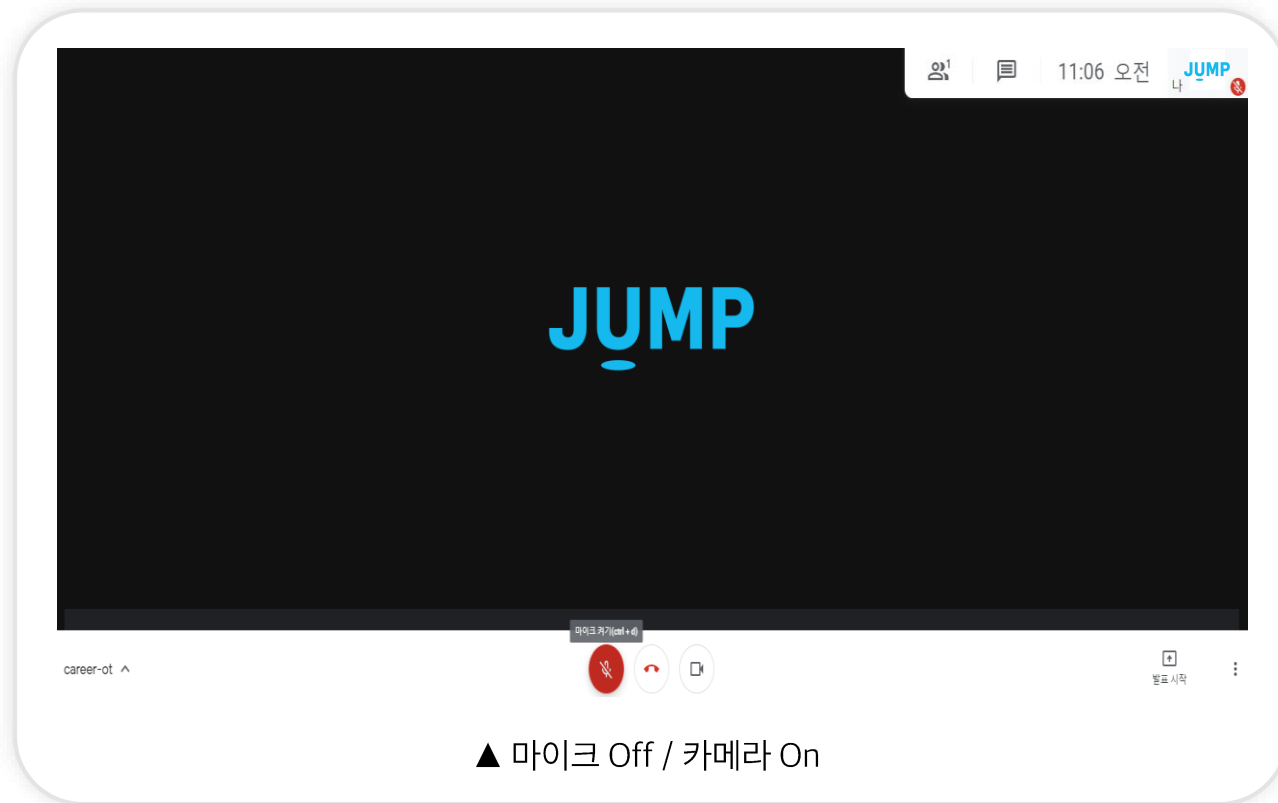 1
11:06 오전
나
JUMP
JUMP
마이크 켜기(ctrl + d)
career-ot
발표 시작
▲ 마이크 Off / 카메라 On